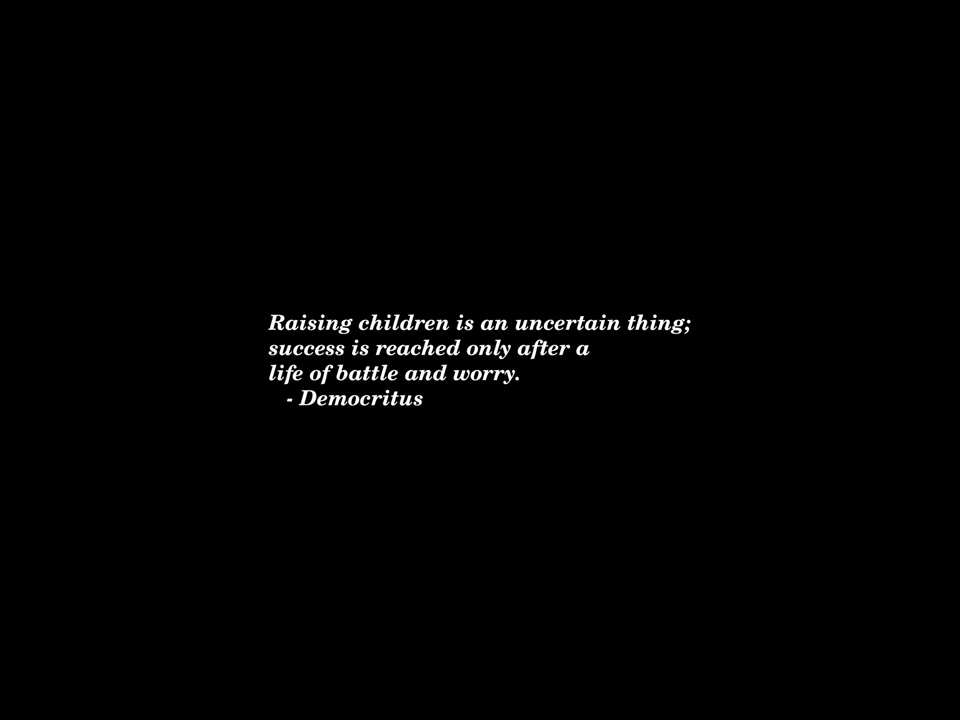 Raising children is an uncertain thing;
success is reached only after a
life of battle and worry.
- Democritus